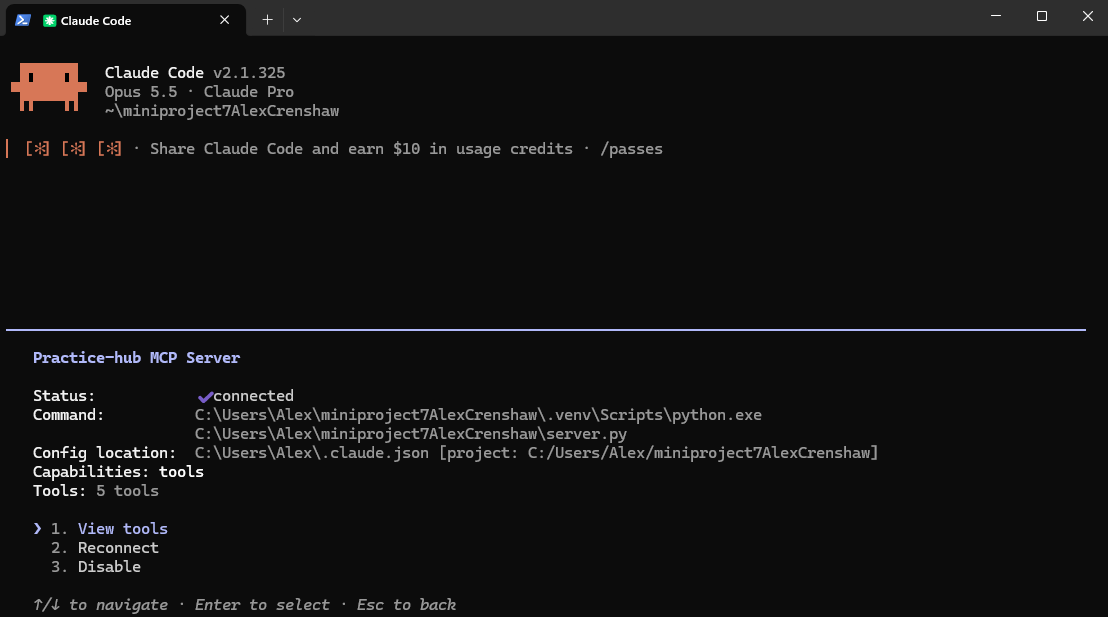 Claude Code
Claude Code v2.1.325
Opus 5.5 · Claude Pro
~\miniproject7AlexCrenshaw
[✻] [✻] [✻] · Share Claude Code and earn $10 in usage credits · /passes
Practice-hub MCP Server
Status: ✔connected
Command: C:\Users\Alex\miniproject7AlexCrenshaw\.venv\Scripts\python.exe
C:\Users\Alex\miniproject7AlexCrenshaw\server.py
Config location: C:\Users\Alex\.claude.json [project: C:/Users/Alex/miniproject7AlexCrenshaw]
Capabilities: tools
Tools: 5 tools
❯ 1. View tools
2. Reconnect
3. Disable
↑/↓ to navigate · Enter to select · Esc to back